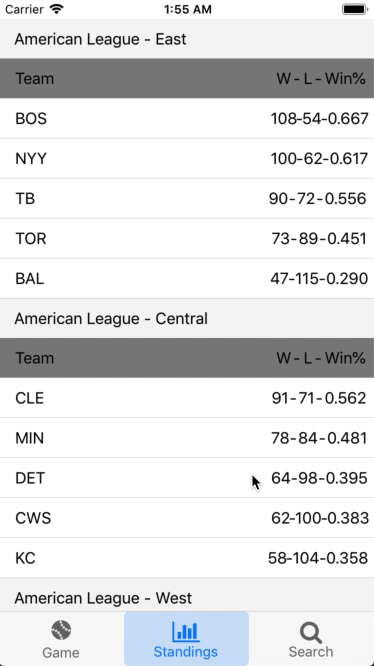 Carrier 1:55 AM
American League - East
Team W - L - Win%
BOS 108-54-0.667
NYY 100-62-0.617
TB 90-72-0.556
TOR 73-89-0.451
BAL 47-115-0.290
American League - Central
Team W - L - Win%
CLE 91-71-0.562
MIN 78-84-0.481
DET 64-98-0.395
CWS 62-100-0.383
KC 58-104-0.358
American League - West
Game Standings Search